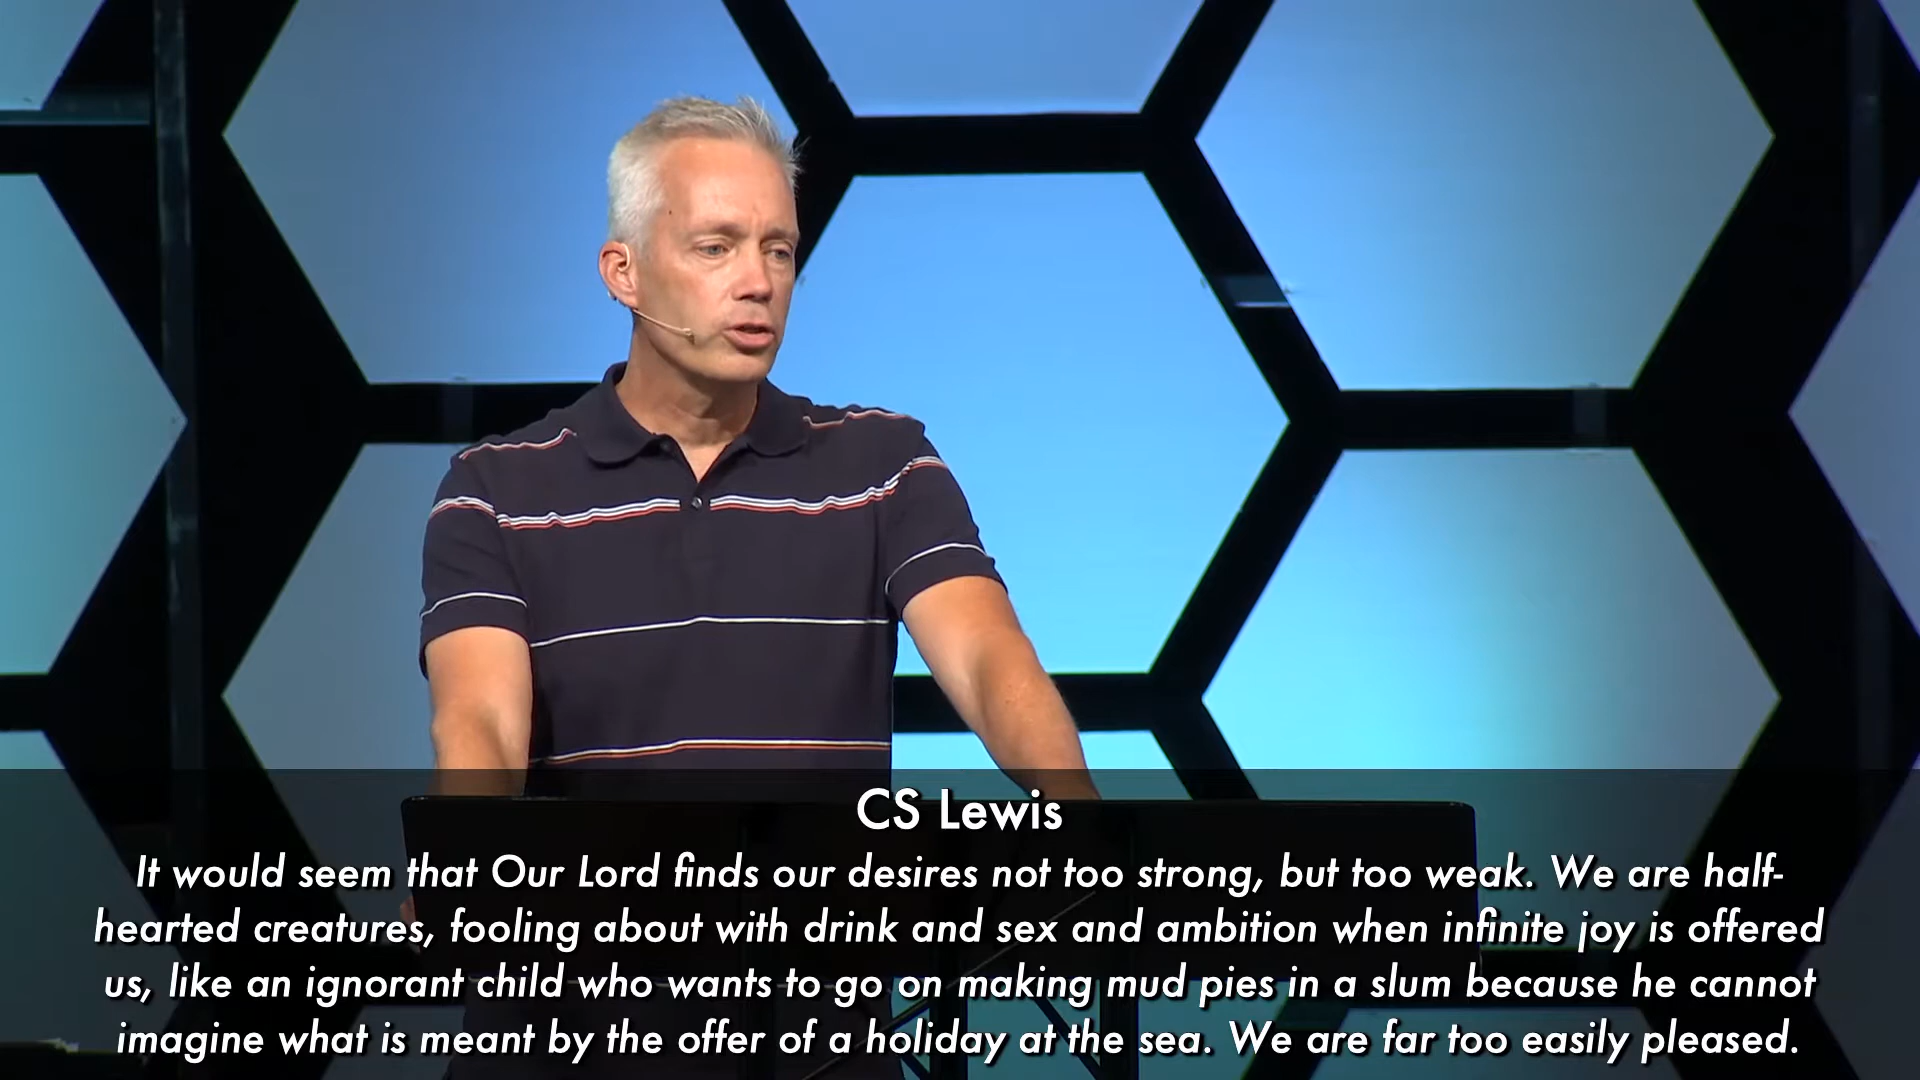 CS Lewis
It would seem that Our Lord finds our desires not too strong, but too weak. We are half-
hearted creatures, fooling about with drink and sex and ambition when infinite joy is offered
us, like an ignorant child who wants to go on making mud pies in a slum because he cannot
imagine what is meant by the offer of a holiday at the sea. We are far too easily pleased.